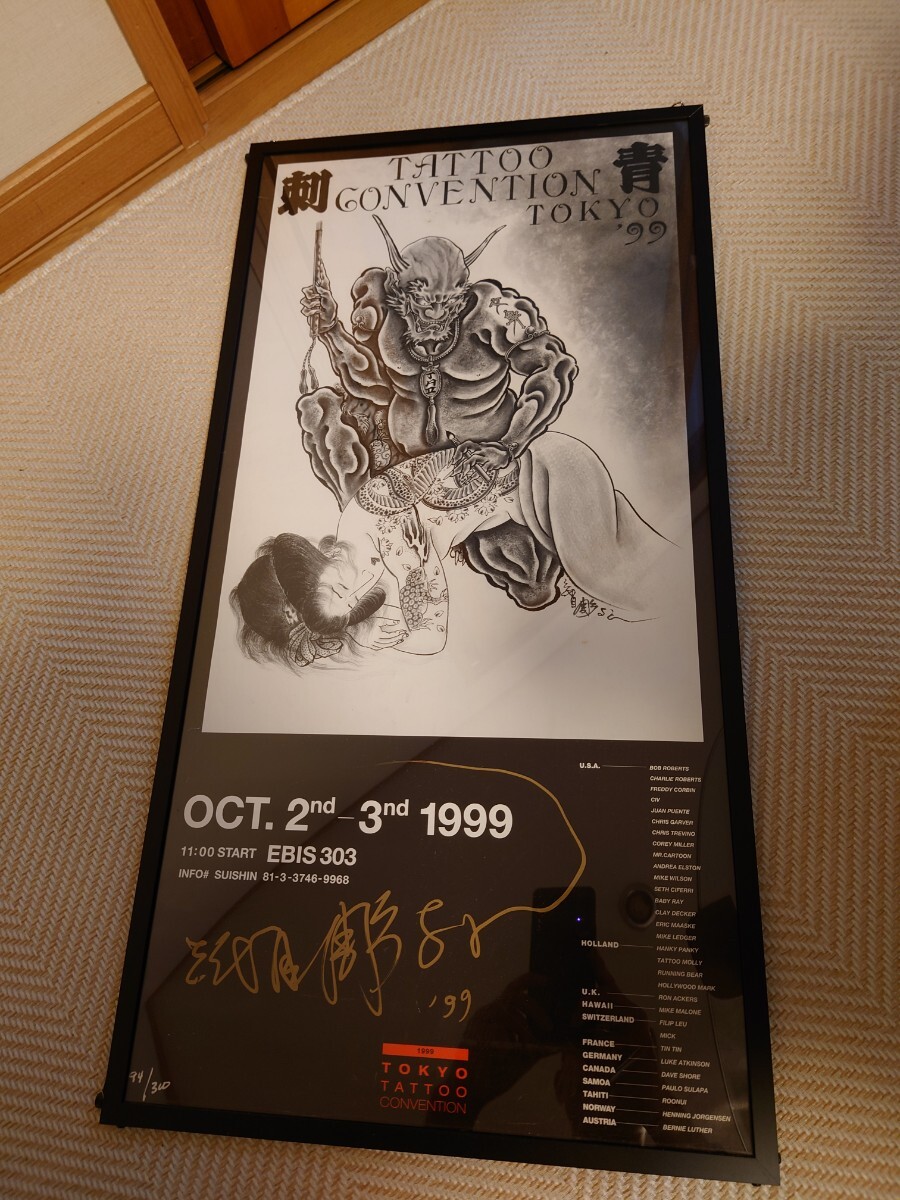 刺 青
TATTOO
CONVENTION
TOKYO
'99
OCT. 2nd–3nd 1999
11:00 START EBIS 303
INFO# SUISHIN 81-3-3746-9968
'99
94/300
1999
TOKYO
TATTOO
CONVENTION
U.S.A. BOB ROBERTS
CHARLIE ROBERTS
FREDDY CORBIN
CIV
JUAN PUENTE
CHRIS GARVER
CHRIS TREVINO
COREY MILLER
MR.CARTOON
ANDREA ELSTON
MIKE WILSON
SETH CIFERRI
BABY RAY
CLAY DECKER
ERIC MAASKE
MIKE LEDGER
HOLLAND HANKY PANKY
TATTOO MOLLY
RUNNING BEAR
HOLLYWOOD MARK
U.K. RON ACKERS
HAWAII MIKE MALONE
SWITZERLAND FILIP LEU
MICK
FRANCE TIN TIN
GERMANY LUKE ATKINSON
CANADA DAVE SHORE
SAMOA PAULO SULAPA
TAHITI ROONUI
NORWAY HENNING JORGENSEN
AUSTRIA BERNIE LUTHER